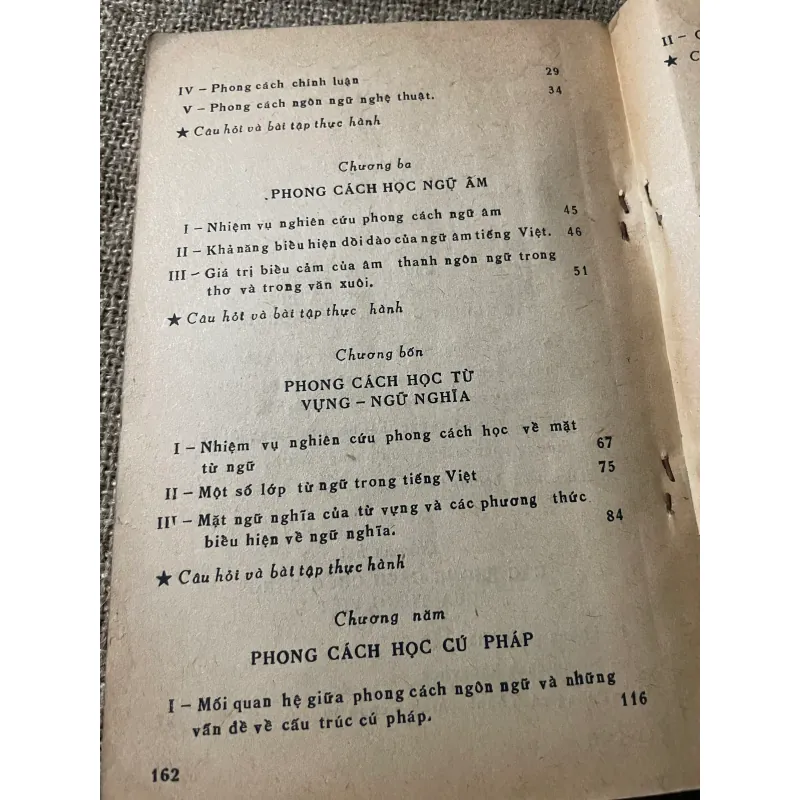 IV – Phong cách chính luận 29
V – Phong cách ngôn ngữ nghệ thuật. 34
★ Câu hỏi và bài tập thực hành
Chương ba
PHONG CÁCH HỌC NGỮ ÂM
I – Nhiệm vụ nghiên cứu phong cách ngữ âm 45
II – Khả năng biểu hiện dồi dào của ngữ âm tiếng Việt. 46
III – Giá trị biểu cảm của âm thanh ngôn ngữ trong
thơ và trong văn xuôi. 51
★ Câu hỏi và bài tập thực hành
Chương bốn
PHONG CÁCH HỌC TỪ
VỰNG – NGỮ NGHĨA
I – Nhiệm vụ nghiên cứu phong cách học về mặt
từ ngữ 67
II – Một số lớp từ ngữ trong tiếng Việt 75
III – Mặt ngữ nghĩa của từ vựng và các phương thức
biểu hiện về ngữ nghĩa. 84
★ Câu hỏi và bài tập thực hành
Chương năm
PHONG CÁCH HỌC CÚ PHÁP
I – Mối quan hệ giữa phong cách ngôn ngữ và những
vấn đề về cấu trúc cú pháp. 116
162
II –
★